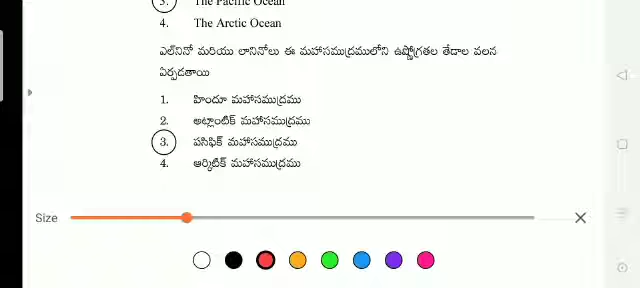 3. The Pacific Ocean
4. The Arctic Ocean
ఎల్‌నినో మరియు లానినోలు ఈ మహాసముద్రములోని ఉష్ణోగ్రతల తేడాల వలన
ఏర్పడతాయి
1. హిందూ మహాసముద్రము
2. అట్లాంటిక్ మహాసముద్రము
3. పసిఫిక్ మహాసముద్రము
4. ఆర్కిటిక్ మహాసముద్రము
Size